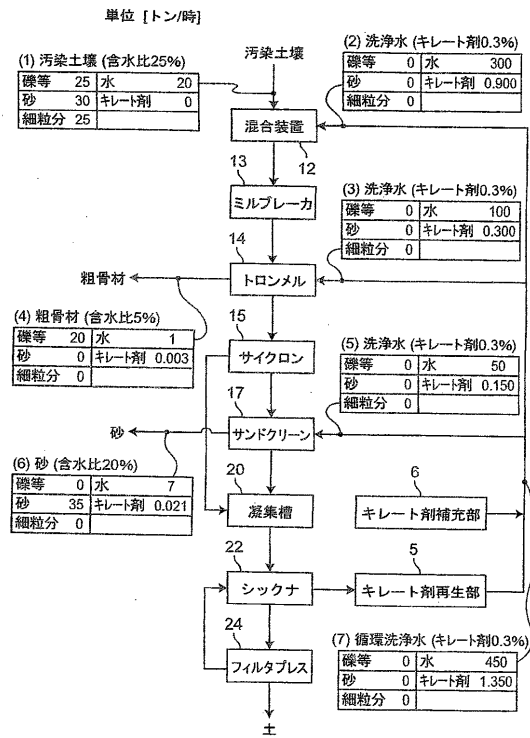 単位 [トン/時]
(1) 汚染土壌 (含水比25%)
礫等 25 水 20
砂 30 キレート剤 0
細粒分 25
汚染土壌
(2) 洗浄水 (キレート剤0.3%)
礫等 0 水 300
砂 0 キレート剤 0.900
細粒分 0
混合装置
12
13
ミルブレーカ
(3) 洗浄水 (キレート剤0.3%)
礫等 0 水 100
砂 0 キレート剤 0.300
細粒分 0
14
トロンメル
粗骨材
(4) 粗骨材 (含水比5%)
礫等 20 水 1
砂 0 キレート剤 0.003
細粒分 0
15
サイクロン
(5) 洗浄水 (キレート剤0.3%)
礫等 0 水 50
砂 0 キレート剤 0.150
細粒分 0
17
サンドクリーン
砂
(6) 砂 (含水比20%)
礫等 0 水 7
砂 35 キレート剤 0.021
細粒分 0
20
凝集槽
6
キレート剤補充部
22
シックナ
5
キレート剤再生部
24
フィルタプレス
(7) 循環洗浄水 (キレート剤0.3%)
礫等 0 水 450
砂 0 キレート剤 1.350
細粒分 0
土